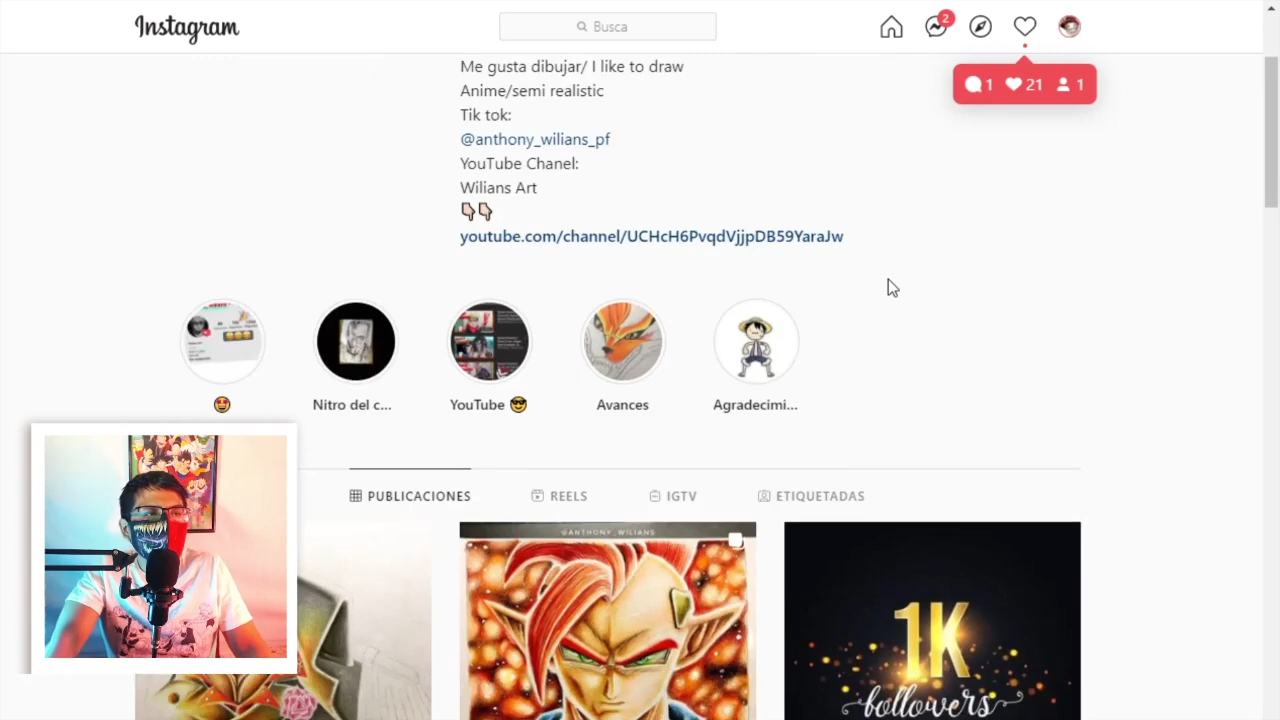 Instagram
Busca
2
Me gusta dibujar/ I like to draw
1 21 1
Anime/semi realistic
Tik tok:
@anthony_wilians_pf
YouTube Chanel:
Wilians Art
youtube.com/channel/UCHcH6PvqdVjjpDB59YaraJw
Nitro del c...
YouTube
Avances
Agradecimi...
PUBLICACIONES
REELS
IGTV
ETIQUETADAS
@ANTHONY_WILIANS
1K
followers